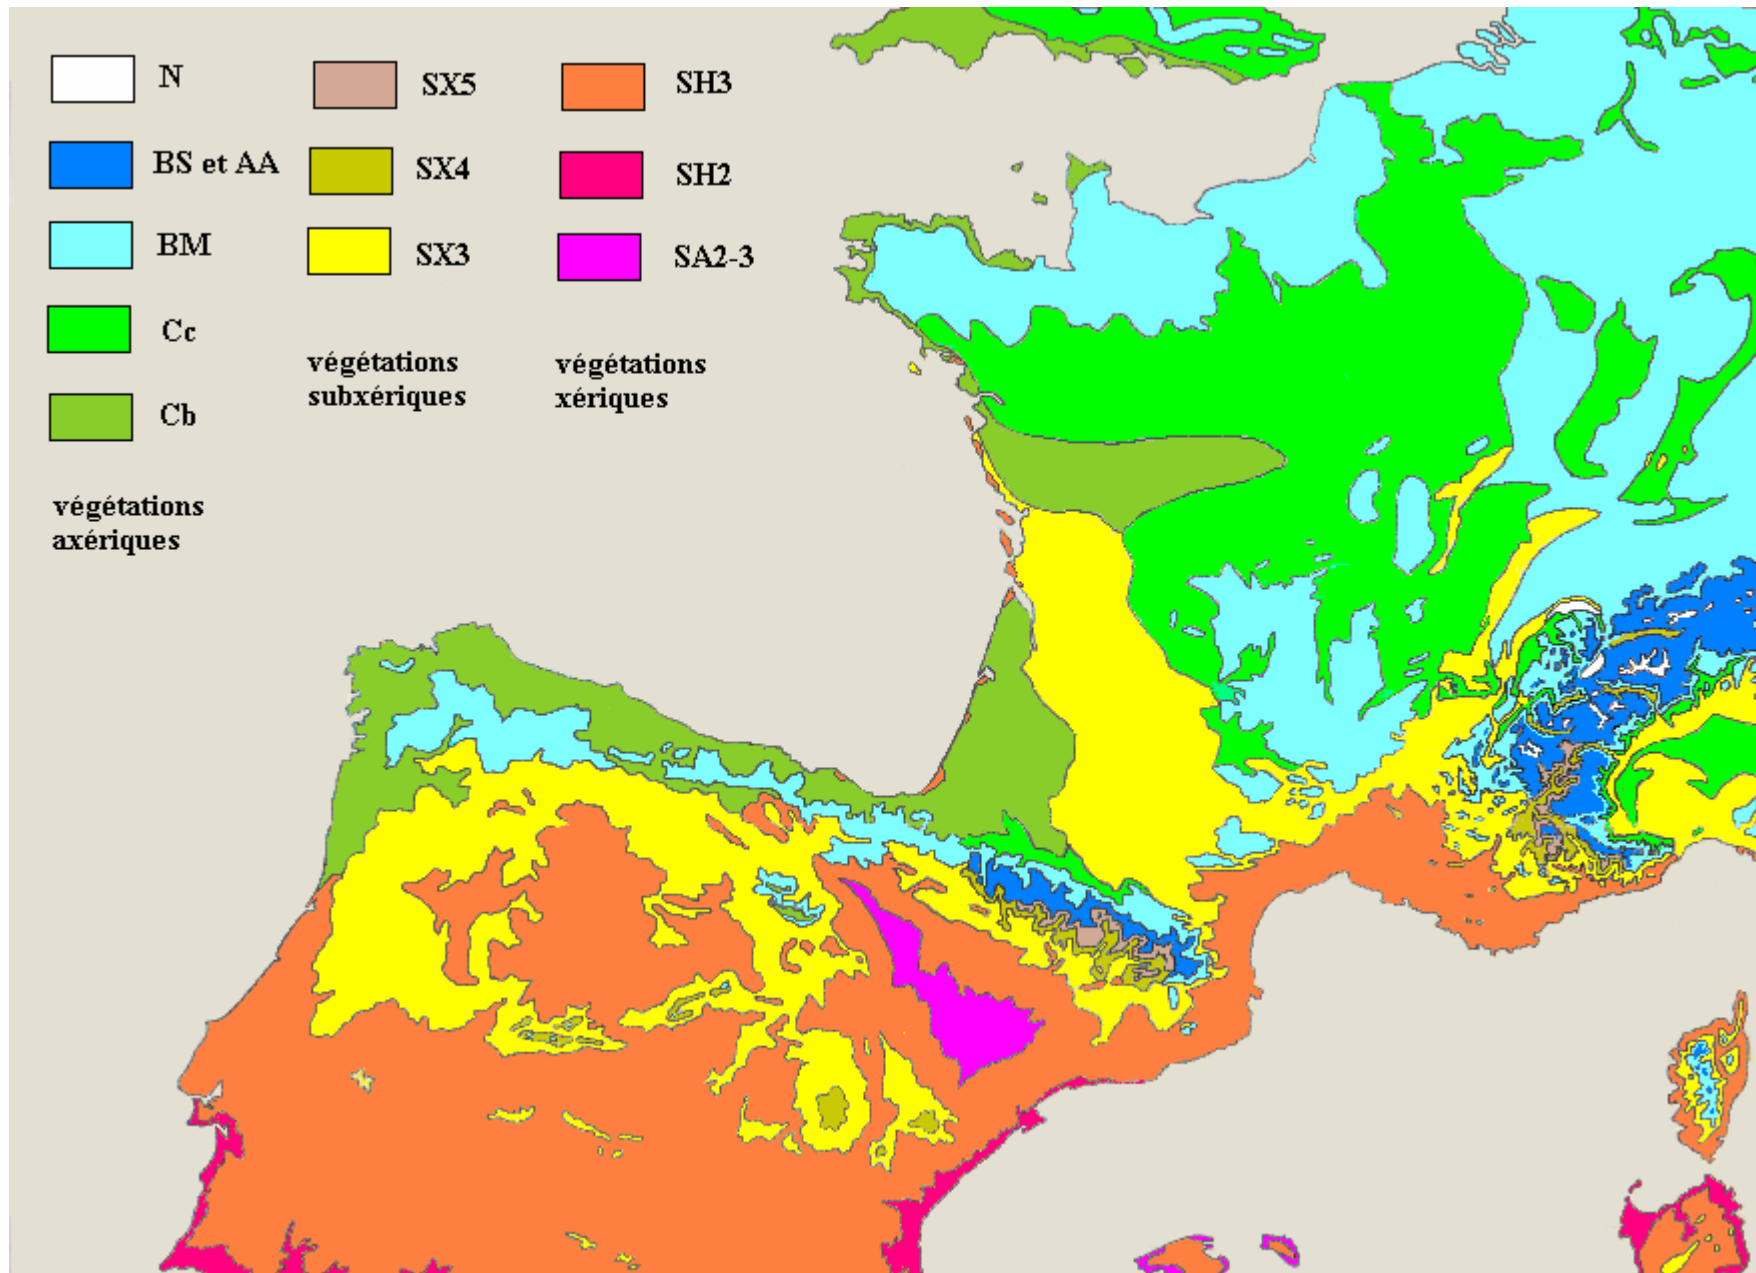 N
BS et AA
BM
Cc
Cb
végétations
axériques
SX5
SX4
SX3
végétations
subxériques
SH3
SH2
SA2-3
végétations
xériques